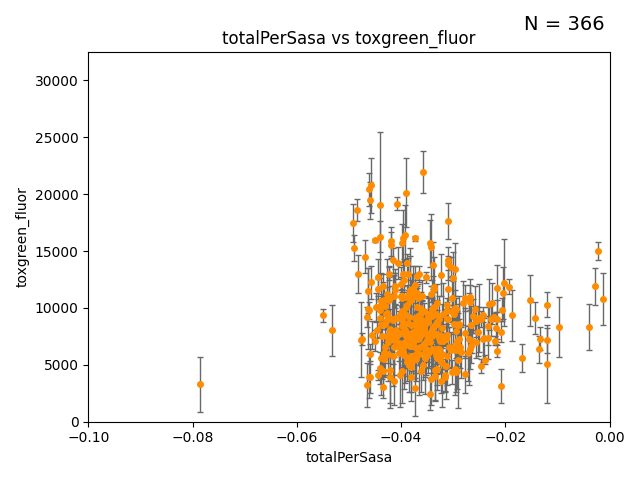 N = 366
totalPerSasa vs toxgreen_fluor
30000
25000
20000
15000
10000
5000
0
toxgreen_fluor
−0.10 −0.08 −0.06 −0.04 −0.02 0.00
totalPerSasa